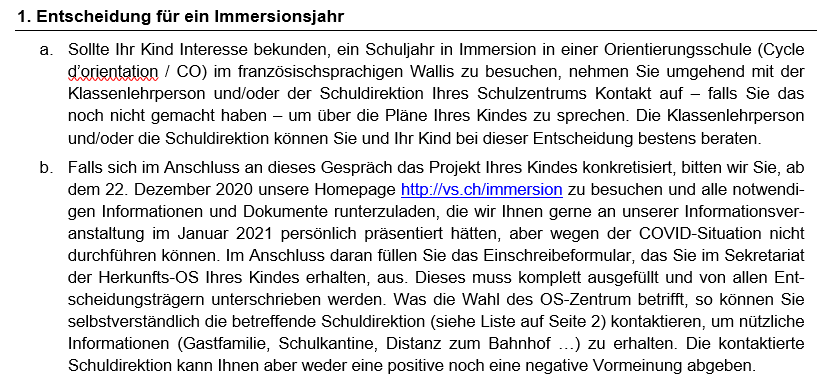 1. Entscheidung für ein Immersionsjahr
a. Sollte Ihr Kind Interesse bekunden, ein Schuljahr in Immersion in einer Orientierungsschule (Cycle
d'orientation / CO) im französischsprachigen Wallis zu besuchen, nehmen Sie umgehend mit der
Klassenlehrperson und/oder der Schuldirektion Ihres Schulzentrums Kontakt auf – falls Sie das
noch nicht gemacht haben – um über die Pläne Ihres Kindes zu sprechen. Die Klassenlehrperson
und/oder die Schuldirektion können Sie und Ihr Kind bei dieser Entscheidung bestens beraten.
b. Falls sich im Anschluss an dieses Gespräch das Projekt Ihres Kindes konkretisiert, bitten wir Sie, ab
dem 22. Dezember 2020 unsere Homepage http://vs.ch/immersion zu besuchen und alle notwendi-
gen Informationen und Dokumente runterzuladen, die wir Ihnen gerne an unserer Informationsver-
anstaltung im Januar 2021 persönlich präsentiert hätten, aber wegen der COVID-Situation nicht
durchführen können. Im Anschluss daran füllen Sie das Einschreibeformular, das Sie im Sekretariat
der Herkunfts-OS Ihres Kindes erhalten, aus. Dieses muss komplett ausgefüllt und von allen Ent-
scheidungsträgern unterschrieben werden. Was die Wahl des OS-Zentrum betrifft, so können Sie
selbstverständlich die betreffende Schuldirektion (siehe Liste auf Seite 2) kontaktieren, um nützliche
Informationen (Gastfamilie, Schulkantine, Distanz zum Bahnhof …) zu erhalten. Die kontaktierte
Schuldirektion kann Ihnen aber weder eine positive noch eine negative Vormeinung abgeben.